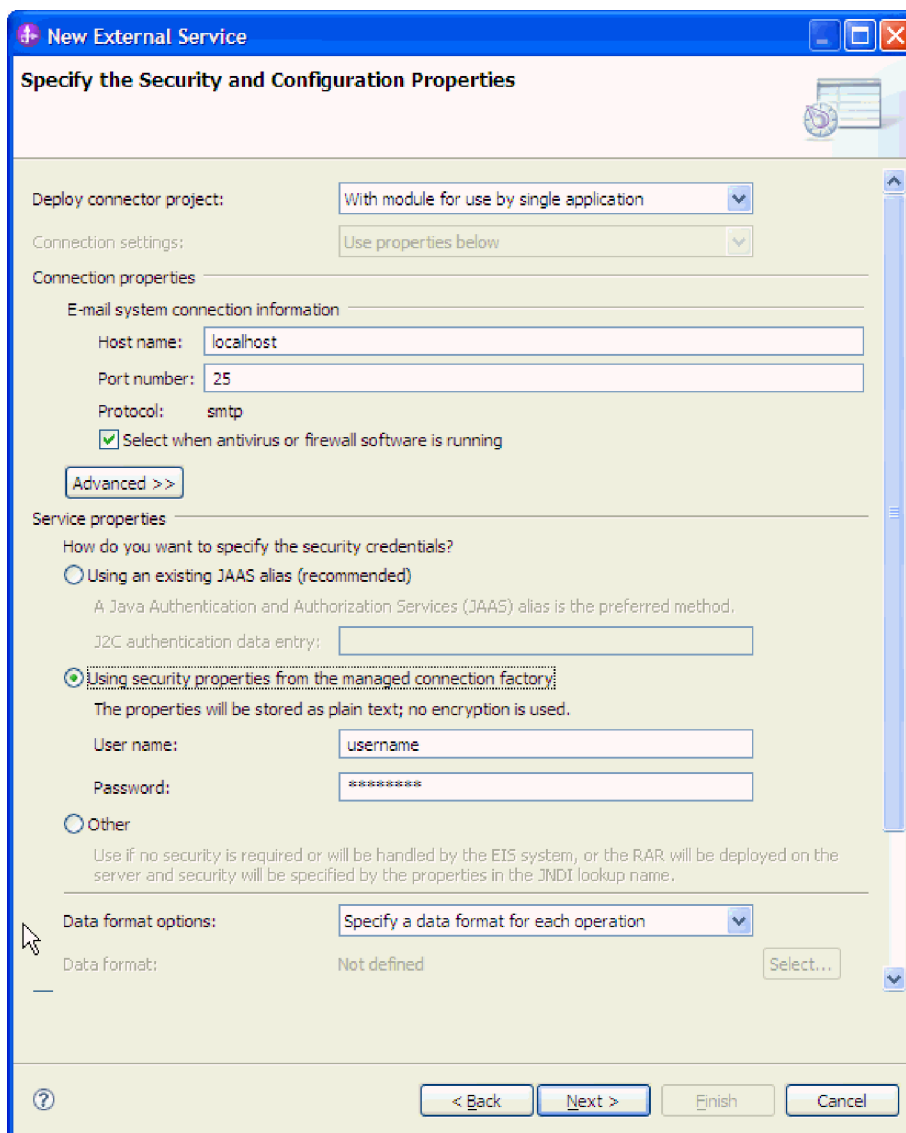 New External Service
Specify the Security and Configuration Properties
Deploy connector project: With module for use by single application
Connection settings: Use properties below
Connection properties
E-mail system connection information
Host name: localhost
Port number: 25
Protocol: smtp
Select when antivirus or firewall software is running
Advanced >>
Service properties
How do you want to specify the security credentials?
Using an existing JAAS alias (recommended)
A Java Authentication and Authorization Services (JAAS) alias is the preferred method.
J2C authentication data entry:
Using security properties from the managed connection factory
The properties will be stored as plain text; no encryption is used.
User name: username
Password: ********
Other
Use if no security is required or will be handled by the EIS system, or the RAR will be deployed on the
server and security will be specified by the properties in the JNDI lookup name.
Data format options: Specify a data format for each operation
Data format: Not defined Select...
? < Back Next > Finish Cancel